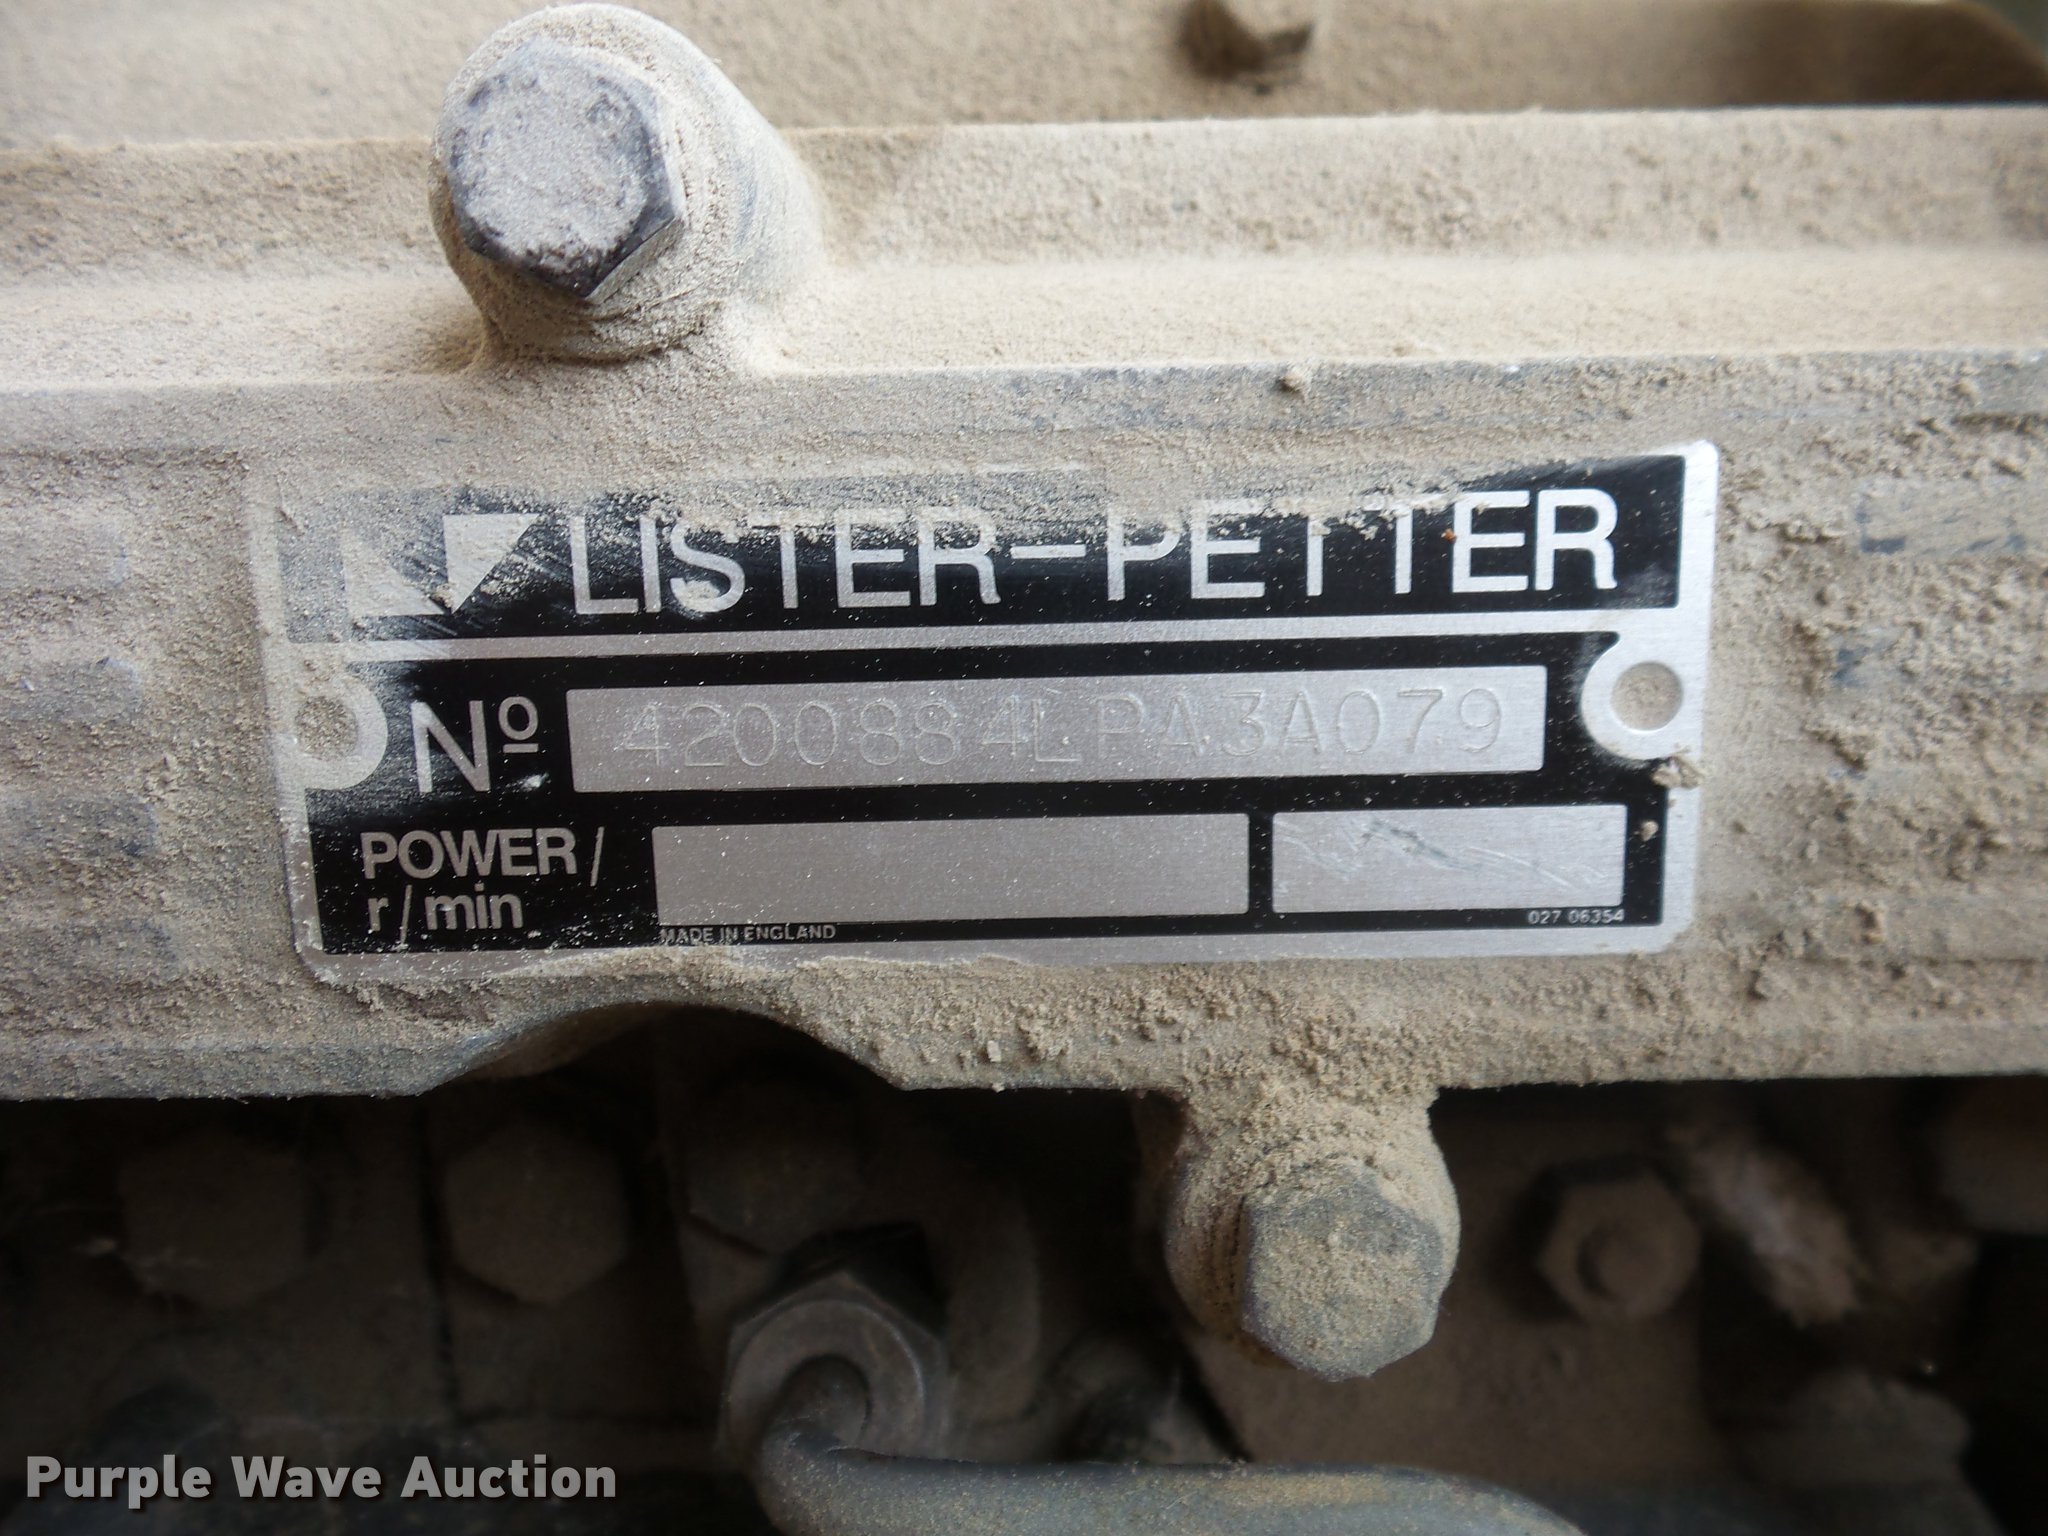 LISTER-PETTER
Nº 4200884LPA3A079
POWER/
r/min
MADE IN ENGLAND
027 06354
Purple Wave Auction